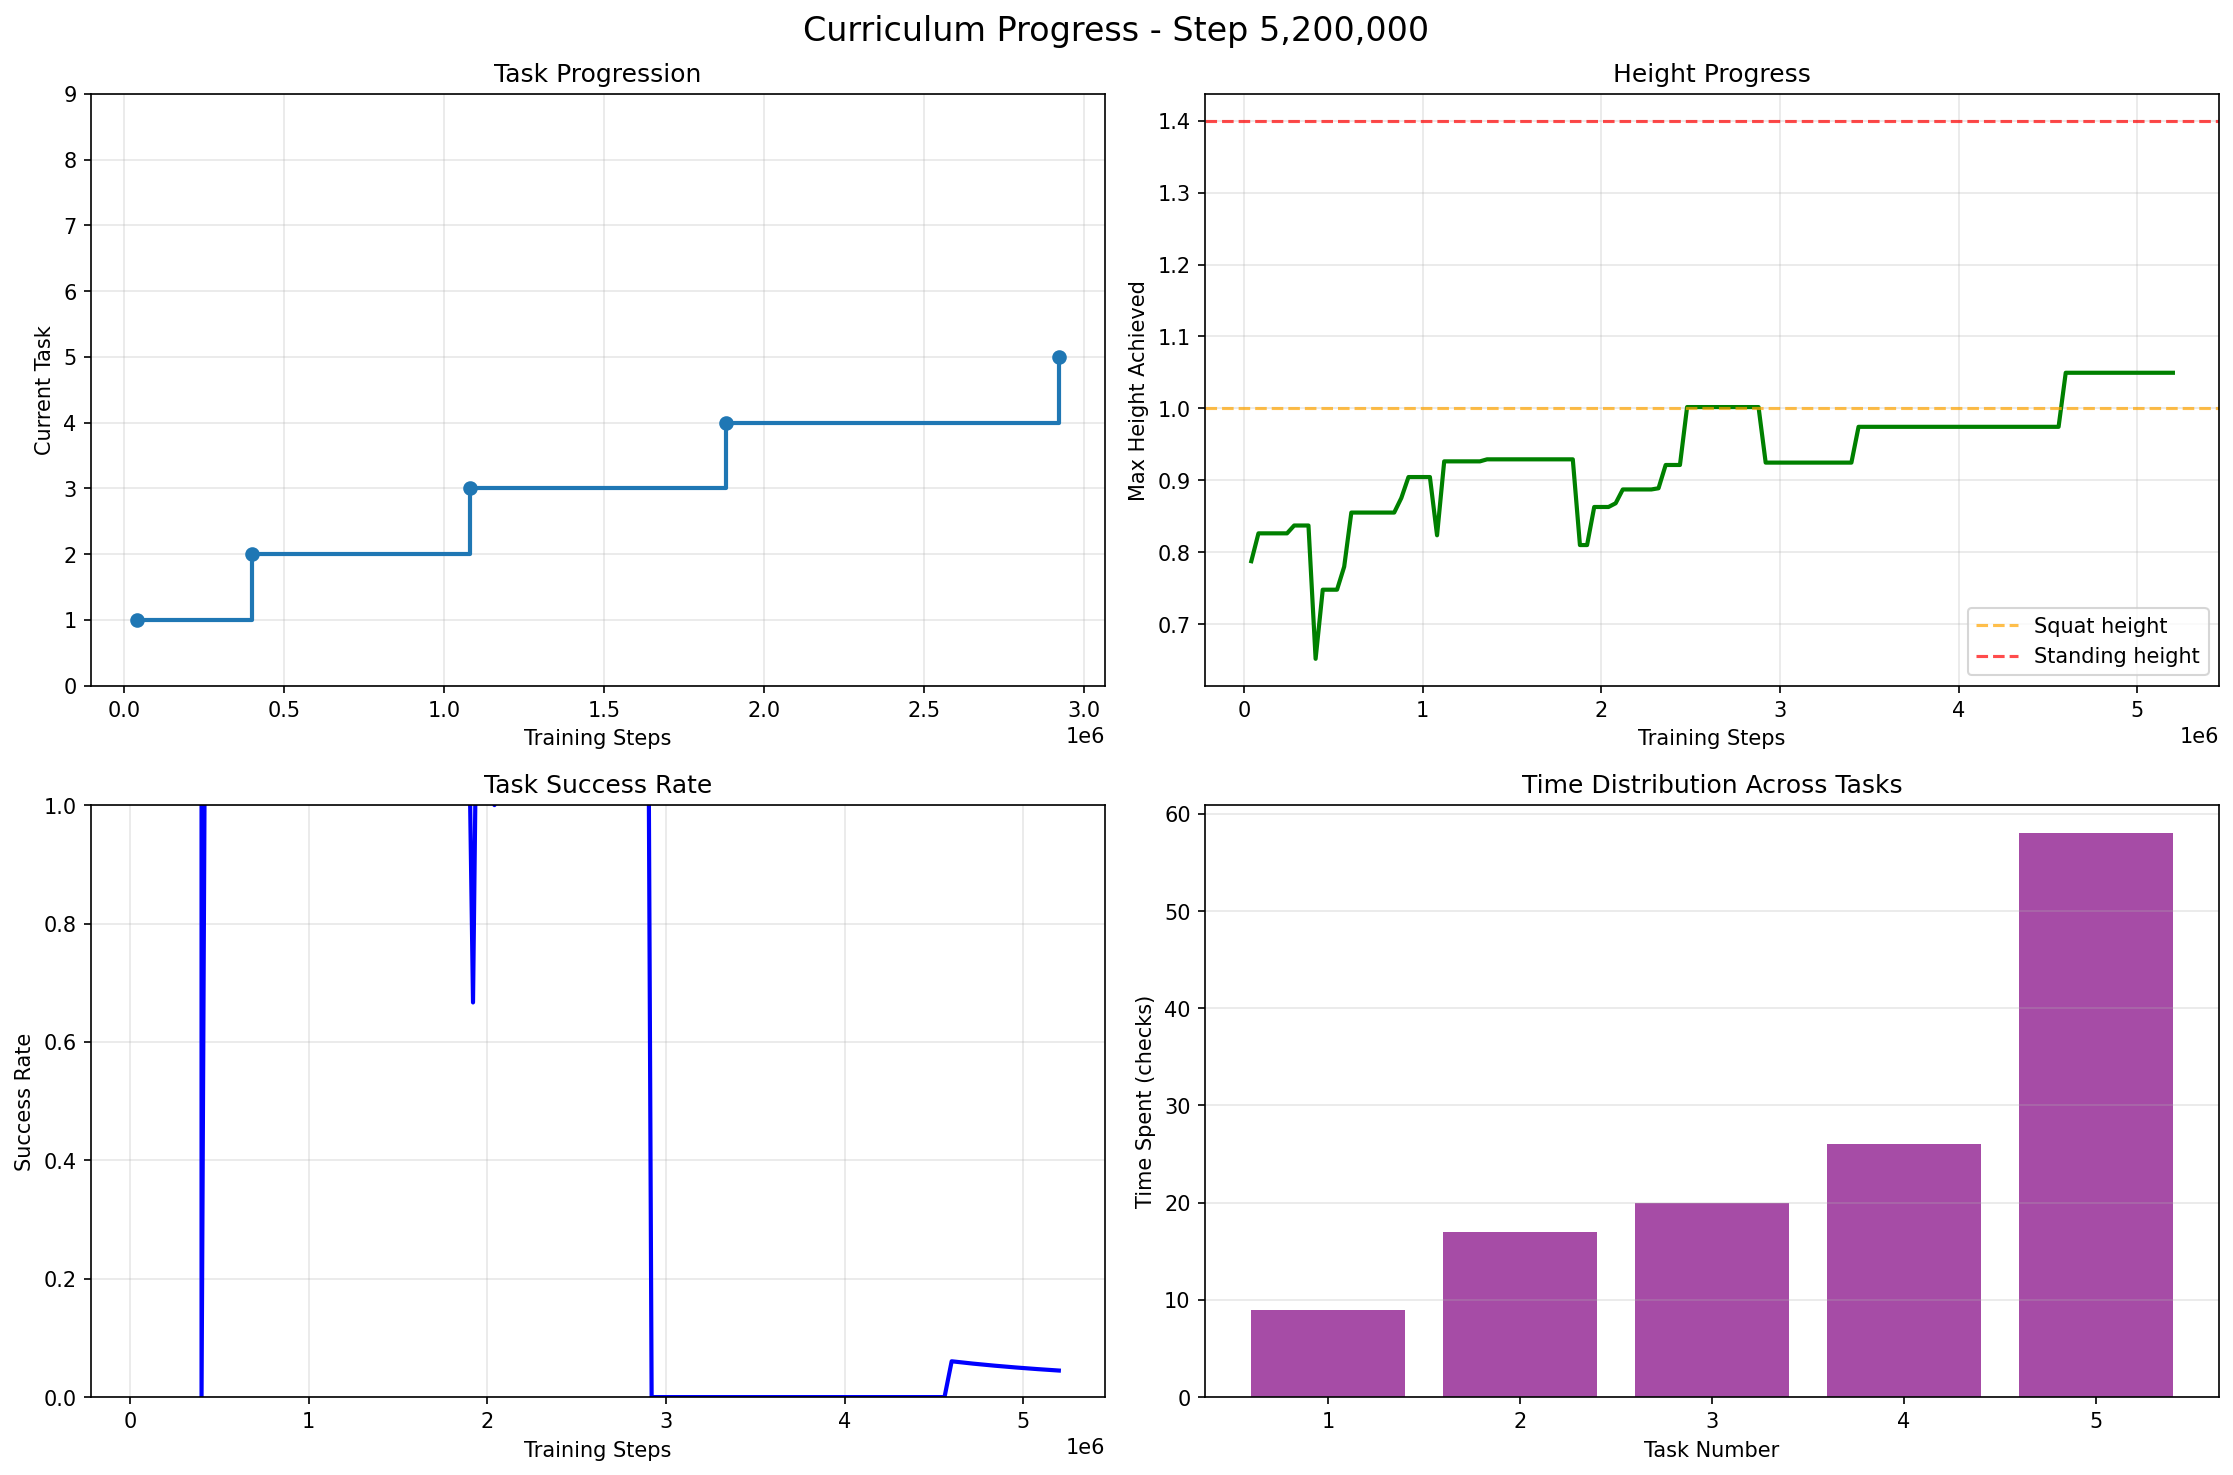 Curriculum Progress - Step 5,200,000
Task Progression
9
8
7
6
5
4
3
2
1
0
Current Task
0.0 0.5 1.0 1.5 2.0 2.5 3.0
1e6
Training Steps
Height Progress
1.4
1.3
1.2
1.1
1.0
0.9
0.8
0.7
Max Height Achieved
Squat height
Standing height
0 1 2 3 4 5
1e6
Training Steps
Task Success Rate
1.0
0.8
0.6
0.4
0.2
0.0
Success Rate
0 1 2 3 4 5
1e6
Training Steps
Time Distribution Across Tasks
60
50
40
30
20
10
0
Time Spent (checks)
1 2 3 4 5
Task Number